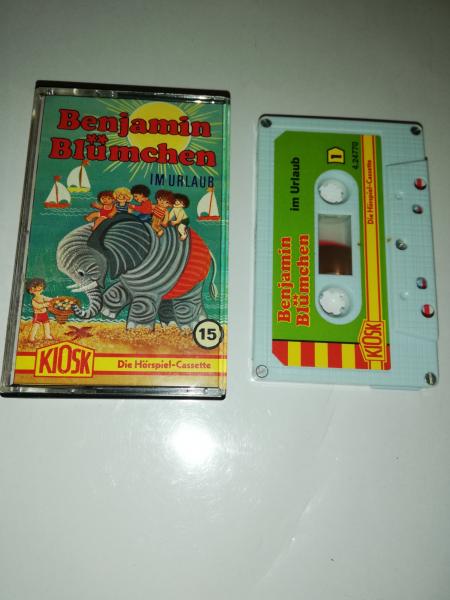 Benjamin
Blümchen
IM URLAUB
15
KIOSK
Die Hörspiel-Cassette
Benjamin
Blümchen
im Urlaub
1
4.24770
KIOSK
Die Hörspiel-Cassette